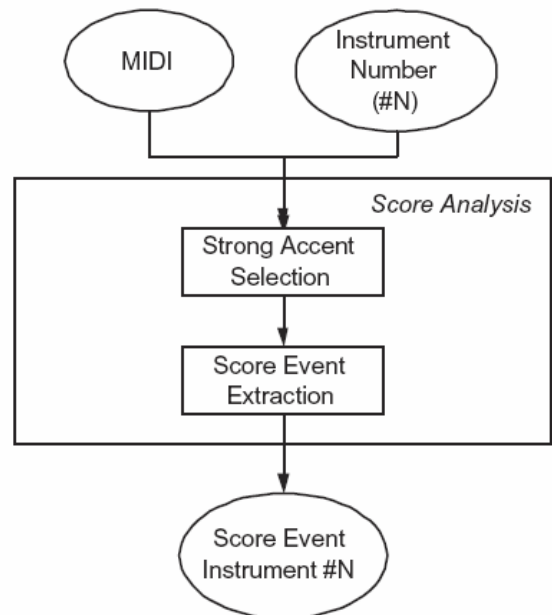 MIDI
Instrument
Number
(#N)
Score Analysis
Strong Accent
Selection
Score Event
Extraction
Score Event
Instrument #N